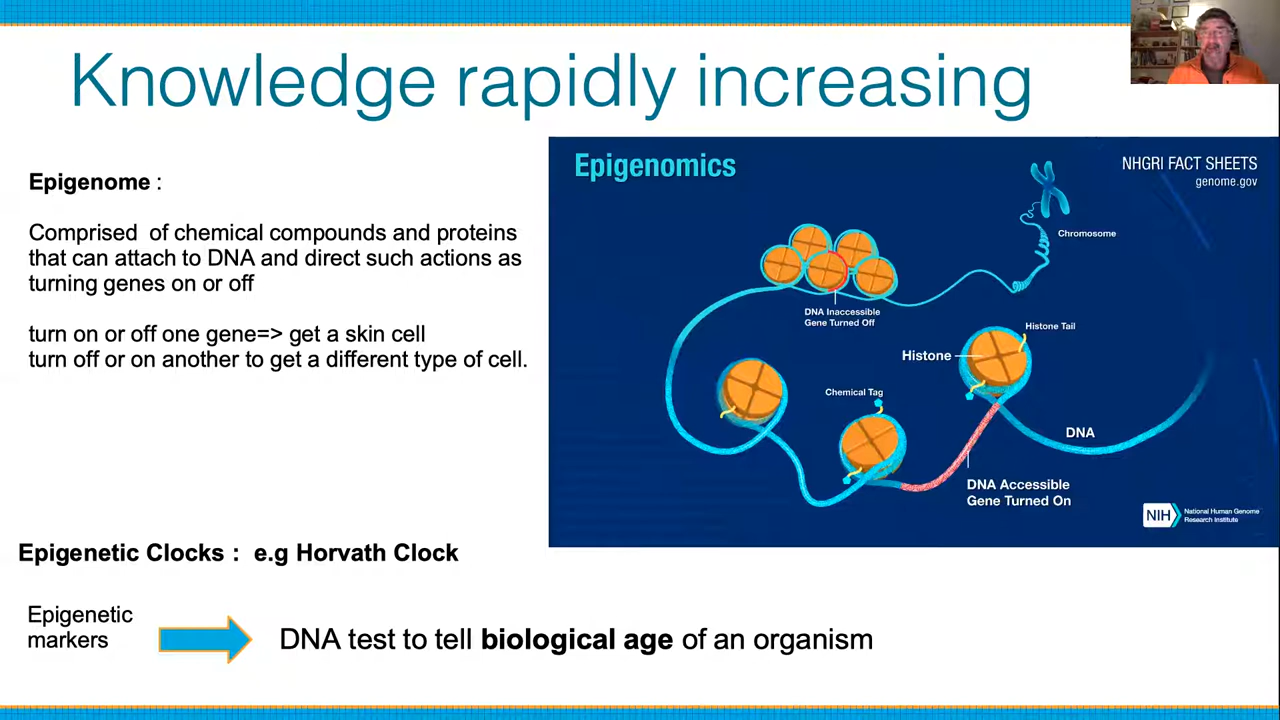 Knowledge rapidly increasing
Epigenome :
Comprised of chemical compounds and proteins
that can attach to DNA and direct such actions as
turning genes on or off
turn on or off one gene=> get a skin cell
turn off or on another to get a different type of cell.
Epigenomics
NHGRI FACT SHEETS
genome.gov
Chromosome
DNA Inaccessible
Gene Turned Off
Histone Tail
Histone
Chemical Tag
DNA
DNA Accessible
Gene Turned On
NIH
National Human Genome
Research Institute
Epigenetic Clocks : e.g Horvath Clock
Epigenetic
markers
DNA test to tell biological age of an organism